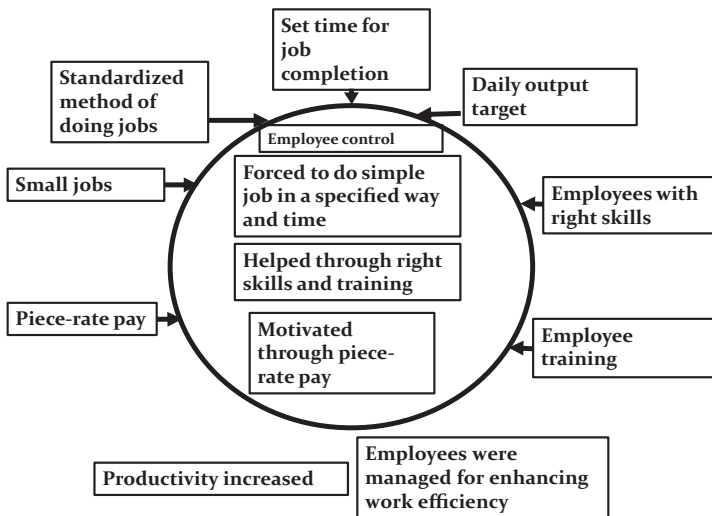 Set time for
job
completion
Standardized
method of
doing jobs
Daily output
target
Employee control
Small jobs
Forced to do simple
job in a specified way
and time
Employees with
right skills
Helped through right
skills and training
Piece-rate pay
Motivated
through piece-
rate pay
Employee
training
Productivity increased
Employees were
managed for enhancing
work efficiency